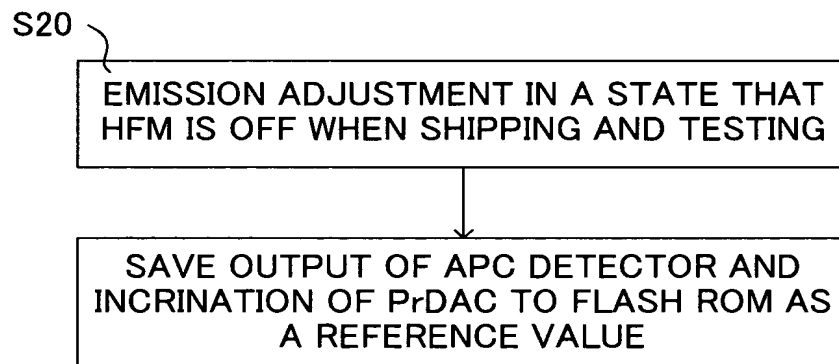 S20
EMISSION ADJUSTMENT IN A STATE THAT
HFM IS OFF WHEN SHIPPING AND TESTING
SAVE OUTPUT OF APC DETECTOR AND
INCRINATION OF PrDAC TO FLASH ROM AS
A REFERENCE VALUE